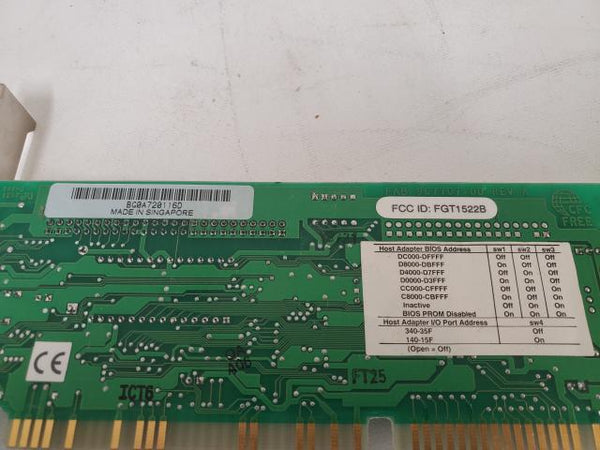 BC0A720116D
MADE IN SINGAPORE
FCC ID: FGT1522B
CFC
FREE
Host Adapter BIOS Address sw1 sw2 sw3
DC000-DFFFF Off Off Off
D8000-DBFFF On Off Off
D4000-D7FFF Off On Off
D0000-D3FFF On On Off
CC000-CFFFF Off Off On
C8000-CBFFF On Off On
Inactive Off On On
BIOS PROM Disabled On On On
Host Adapter I/O Port Address sw4
340-35F Off
140-15F On
(Open = Off)
CE
ICT6
FT25